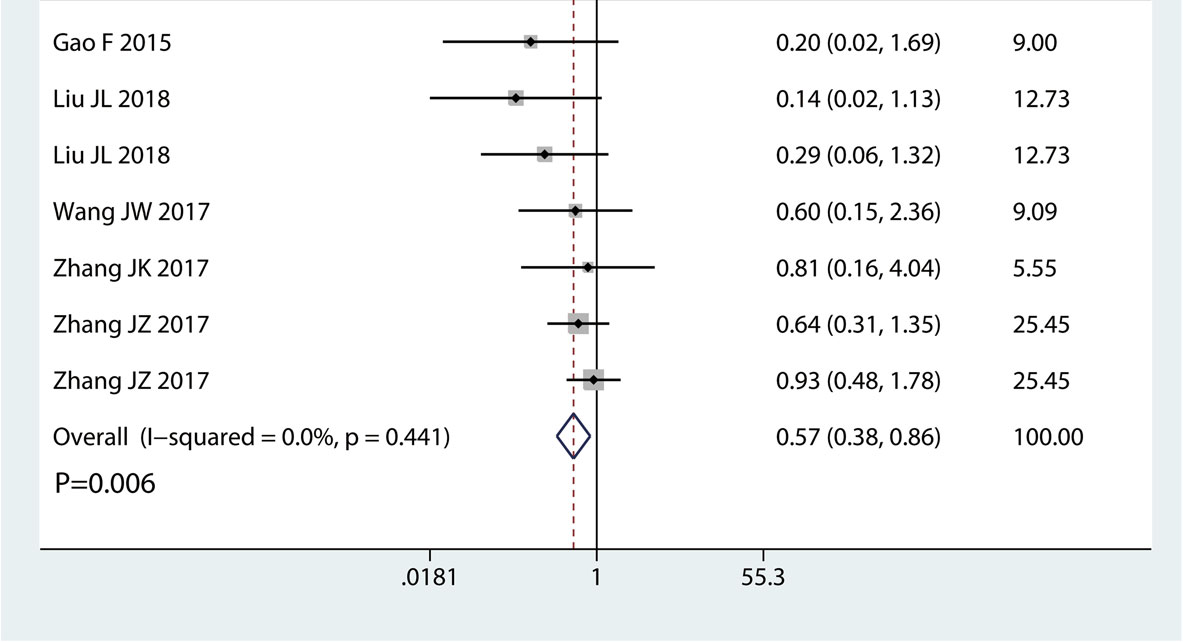 Gao F 2015 0.20 (0.02, 1.69) 9.00
Liu JL 2018 0.14 (0.02, 1.13) 12.73
Liu JL 2018 0.29 (0.06, 1.32) 12.73
Wang JW 2017 0.60 (0.15, 2.36) 9.09
Zhang JK 2017 0.81 (0.16, 4.04) 5.55
Zhang JZ 2017 0.64 (0.31, 1.35) 25.45
Zhang JZ 2017 0.93 (0.48, 1.78) 25.45
Overall (I−squared = 0.0%, p = 0.441) 0.57 (0.38, 0.86) 100.00
P=0.006
.0181 1 55.3